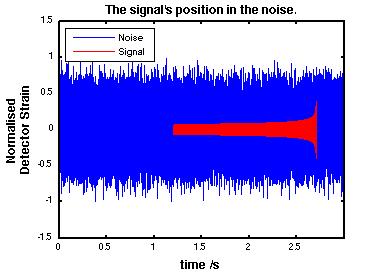 The signal's position in the noise.
1.5
Noise
Signal
1
0.5
0
-0.5
-1
-1.5
Normalised
Detector Strain
0 0.5 1 1.5 2 2.5
time /s